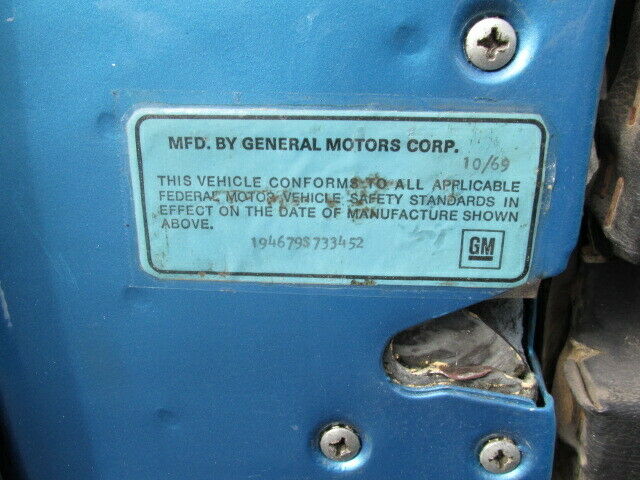 MFD. BY GENERAL MOTORS CORP.
10/69
THIS VEHICLE CONFORMS TO ALL APPLICABLE
FEDERAL MOTOR VEHICLE SAFETY STANDARDS IN
EFFECT ON THE DATE OF MANUFACTURE SHOWN
ABOVE.
194679S733452
GM